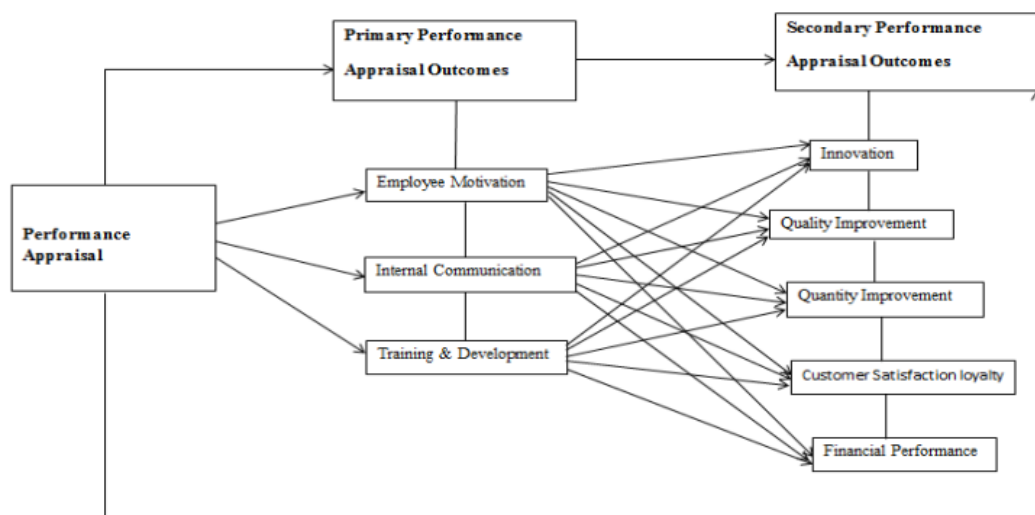 Primary Performance
Appraisal Outcomes
Secondary Performance
Appraisal Outcomes
Performance
Appraisal
Employee Motivation
Internal Communication
Training & Development
Innovation
Quality Improvement
Quantity Improvement
Customer Satisfaction loyalty
Financial Performance